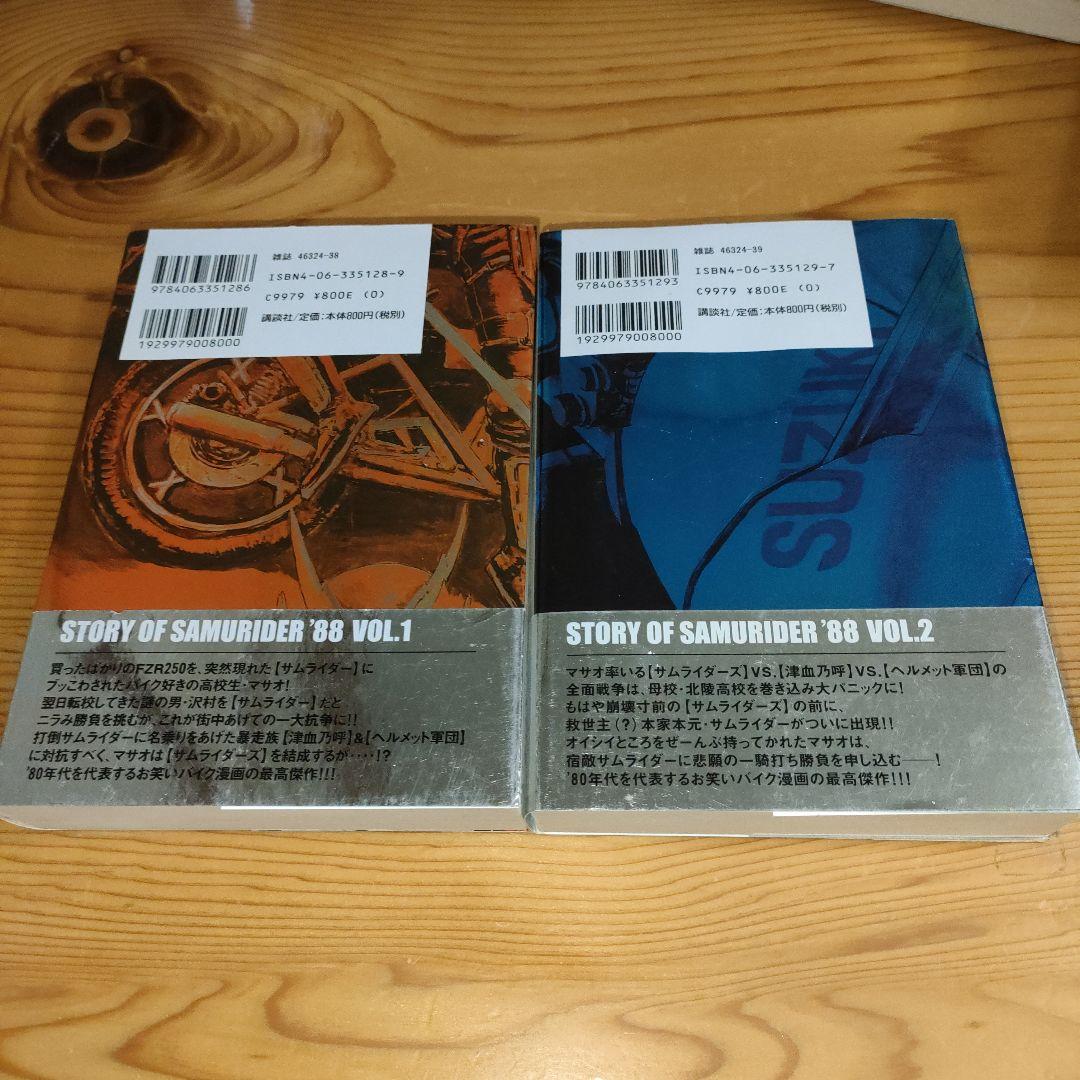 雑誌 46324-38
ISBN4-06-335128-9
9784063351286
C9979 ¥800E (0)
講談社/定価:本体800円(税別)
1929979008000
STORY OF SAMURIDER '88 VOL.1
買ったばかりのFZR250を、突然現れた【サムライダー】に
ブッこわされたバイク好きの高校生・マサオ!
翌日転校してきた謎の男・沢村を【サムライダー】だと
ニラみ勝負を挑むが、これが街中あげての一大抗争に!!
打倒サムライダーに名乗りをあげた暴走族【津血乃呼】&【ヘルメット軍団】
に対抗すべく、マサオは【サムライダーズ】を結成するが‥‥!?
'80年代を代表するお笑いバイク漫画の最高傑作!!!
雑誌 46324-39
ISBN4-06-335129-7
9784063351293
C9979 ¥800E (0)
講談社/定価:本体800円(税別)
1929979008000
SUZUK
STORY OF SAMURIDER '88 VOL.2
マサオ率いる【サムライダーズ】VS.【津血乃呼】VS.【ヘルメット軍団】の
全面戦争は、母校・北陵高校を巻き込み大パニックに!
もはや崩壊寸前の【サムライダーズ】の前に、
救世主(?)本家本元・サムライダーがついに出現!!
オイシイところをぜーんぶ持ってかれたマサオは、
宿敵サムライダーに悲願の一騎打ち勝負を申し込む――!
'80年代を代表するお笑いバイク漫画の最高傑作!!!